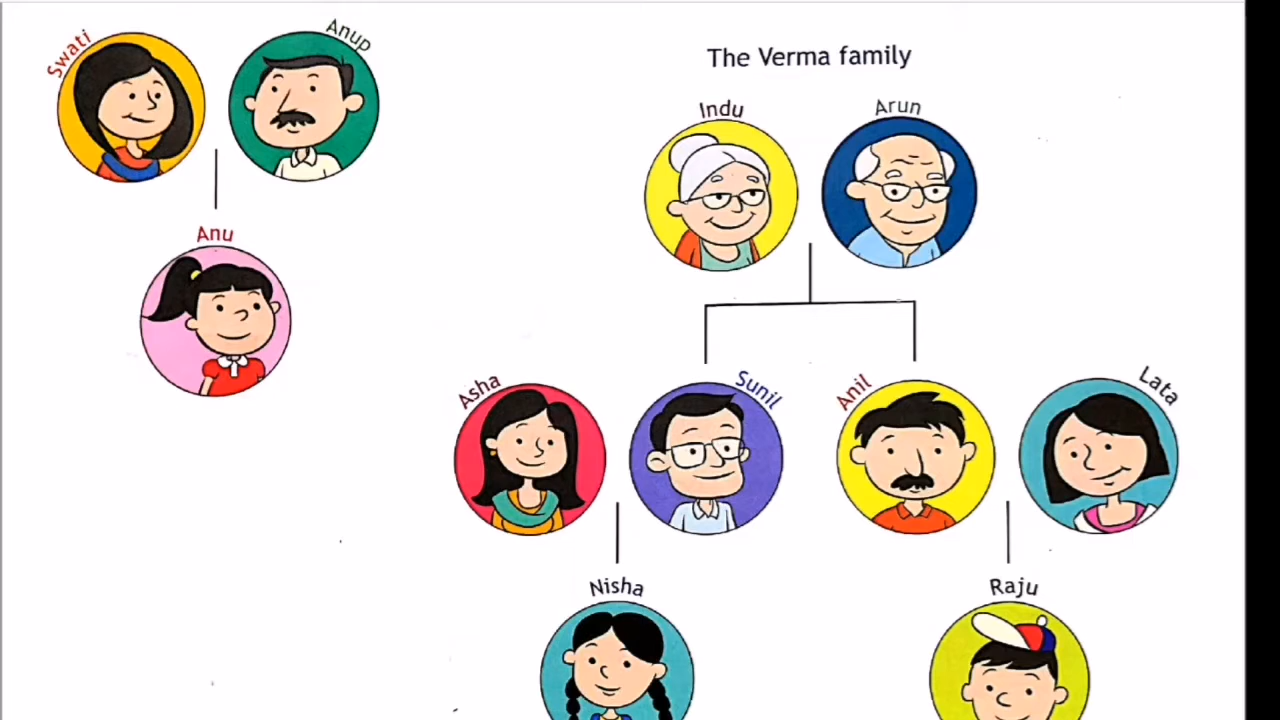 Swati
Anup
Anu
The Verma family
Indu
Arun
Asha
Sunil
Anil
Lata
Nisha
Raju